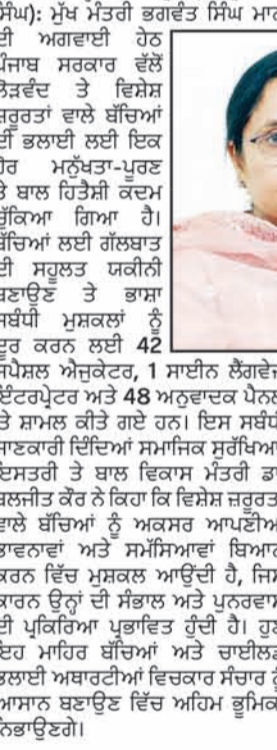 ਸਿੰਘ): ਮੁੱਖ ਮੰਤਰੀ ਭਗਵੰਤ ਸਿੰਘ ਮਾਨ
ਦੀ ਅਗਵਾਈ ਹੇਠ
ਪੰਜਾਬ ਸਰਕਾਰ ਵੱਲੋਂ
ਲੋੜਵੰਦ ਤੇ ਵਿਸ਼ੇਸ਼
ਜ਼ਰੂਰਤਾਂ ਵਾਲੇ ਬੱਚਿਆਂ
ਦੀ ਭਲਾਈ ਲਈ ਇਕ
ਹੋਰ ਮਨੁੱਖਤਾ-ਪੂਰਣ
ਤੇ ਬਾਲ ਹਿਤੈਸ਼ੀ ਕਦਮ
ਚੁੱਕਿਆ ਗਿਆ ਹੈ।
ਬੱਚਿਆਂ ਲਈ ਗੱਲਬਾਤ
ਦੀ ਸਹੂਲਤ ਯਕੀਨੀ
ਬਣਾਉਣ ਤੇ ਭਾਸ਼ਾ
ਸਬੰਧੀ ਮੁਸ਼ਕਲਾਂ ਨੂੰ
ਦੂਰ ਕਰਨ ਲਈ 42
ਸਪੈਸ਼ਲ ਐਜੂਕੇਟਰ, 1 ਸਾਈਨ ਲੈਂਗਵੇਜ
ਇੰਟਰਪ੍ਰੇਟਰ ਅਤੇ 48 ਅਨੁਵਾਦਕ ਪੈਨਲ
ਤੇ ਸ਼ਾਮਲ ਕੀਤੇ ਗਏ ਹਨ। ਇਸ ਸਬੰਧੀ
ਜਾਣਕਾਰੀ ਦਿੰਦਿਆਂ ਸਮਾਜਿਕ ਸੁਰੱਖਿਆ,
ਇਸਤਰੀ ਤੇ ਬਾਲ ਵਿਕਾਸ ਮੰਤਰੀ ਡਾ.
ਬਲਜੀਤ ਕੌਰ ਨੇ ਕਿਹਾ ਕਿ ਵਿਸ਼ੇਸ਼ ਜ਼ਰੂਰਤਾਂ
ਵਾਲੇ ਬੱਚਿਆਂ ਨੂੰ ਅਕਸਰ ਆਪਣੀਆਂ
ਭਾਵਨਾਵਾਂ ਅਤੇ ਸਮੱਸਿਆਵਾਂ ਬਿਆਨ
ਕਰਨ ਵਿੱਚ ਮੁਸ਼ਕਲ ਆਉਂਦੀ ਹੈ, ਜਿਸ
ਕਾਰਨ ਉਨ੍ਹਾਂ ਦੀ ਸੰਭਾਲ ਅਤੇ ਪੁਨਰਵਾਸ
ਦੀ ਪ੍ਰਕਿਰਿਆ ਪ੍ਰਭਾਵਿਤ ਹੁੰਦੀ ਹੈ। ਹੁਣ
ਇਹ ਮਾਹਿਰ ਬੱਚਿਆਂ ਅਤੇ ਚਾਈਲਡ
ਭਲਾਈ ਅਥਾਰਟੀਆਂ ਵਿਚਕਾਰ ਸੰਚਾਰ ਨੂੰ
ਆਸਾਨ ਬਣਾਉਣ ਵਿੱਚ ਅਹਿਮ ਭੂਮਿਕਾ
ਨਿਭਾਉਣਗੇ।